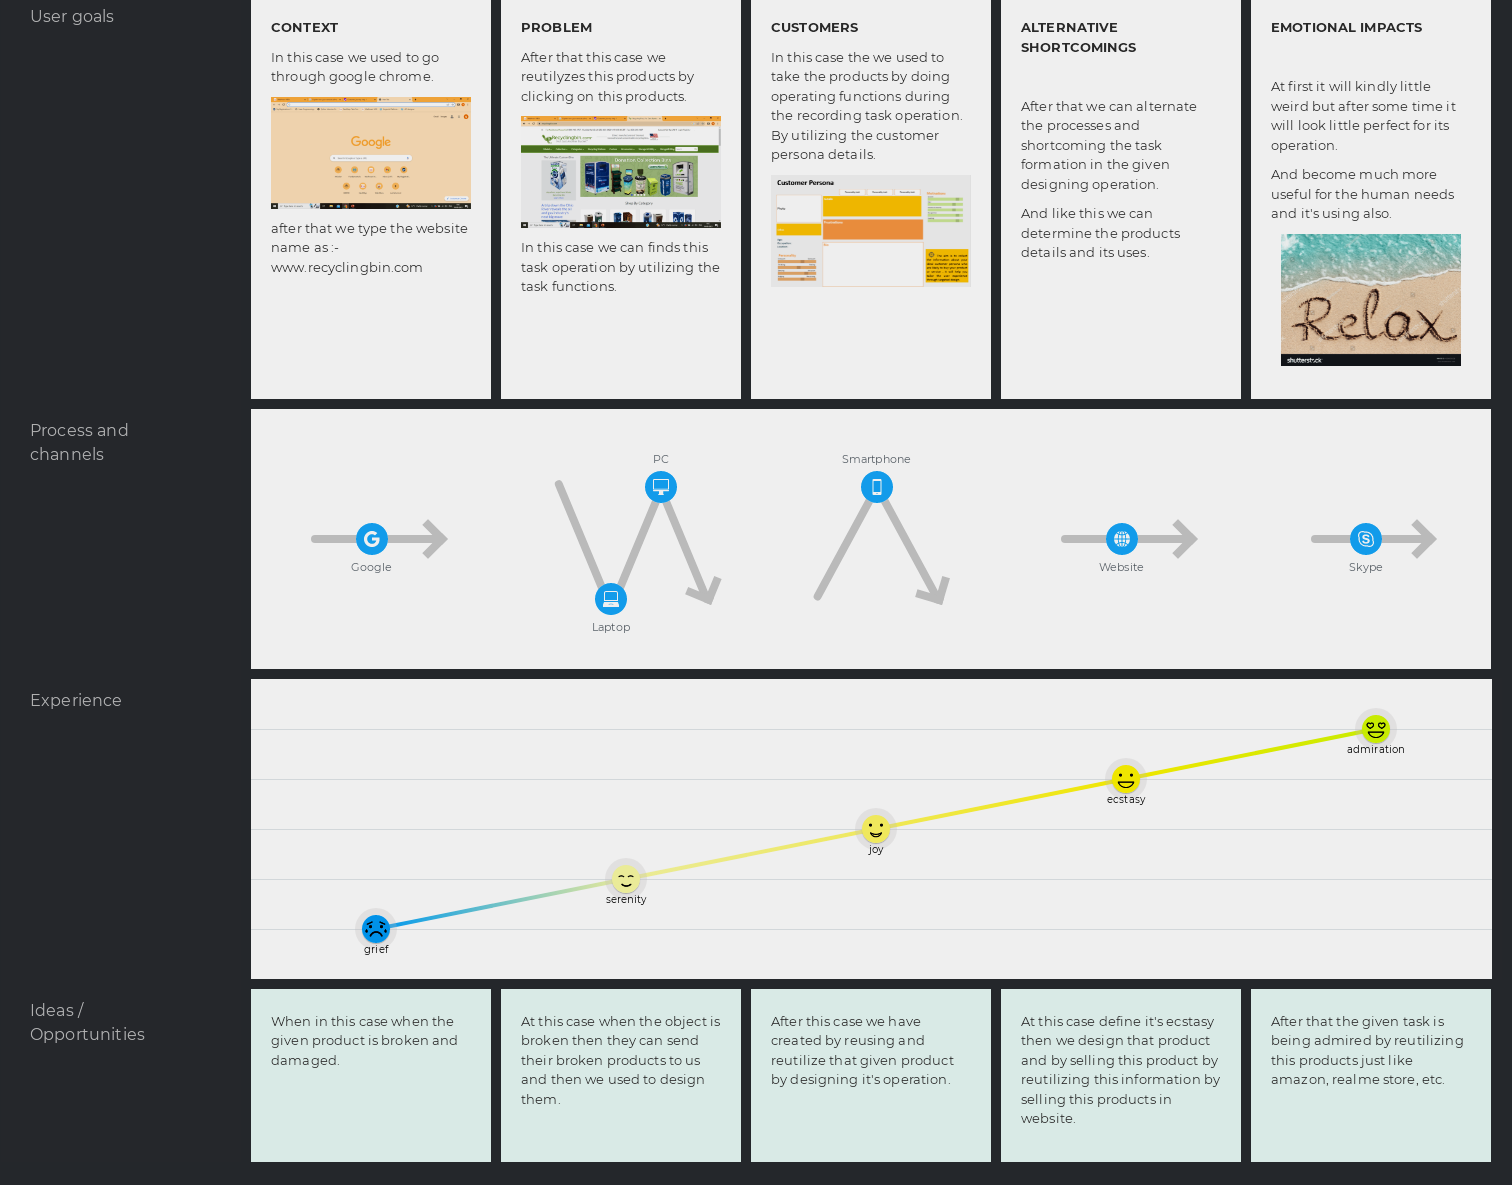 User goals
CONTEXT
In this case we used to go
through google chrome.
Google
after that we type the website
name as :-
www.recyclingbin.com
PROBLEM
After that this case we
reutilyzes this products by
clicking on this products.
Recyclingbin.com
Donation Collection Bins
Shop By Category
In this case we can finds this
task operation by utilizing the
task functions.
CUSTOMERS
In this case the we used to
take the products by doing
operating functions during
the recording task operation.
By utilizing the customer
persona details.
Customer Persona
ALTERNATIVE
SHORTCOMINGS
After that we can alternate
the processes and
shortcoming the task
formation in the given
designing operation.
And like this we can
determine the products
details and its uses.
EMOTIONAL IMPACTS
At first it will kindly little
weird but after some time it
will look little perfect for its
operation.
And become much more
useful for the human needs
and it's using also.
Relax
shutterstock
Process and
channels
Google
PC
Laptop
Smartphone
Website
Skype
Experience
grief
serenity
joy
ecstasy
admiration
Ideas /
Opportunities
When in this case when the
given product is broken and
damaged.
At this case when the object is
broken then they can send
their broken products to us
and then we used to design
them.
After this case we have
created by reusing and
reutilize that given product
by designing it's operation.
At this case define it's ecstasy
then we design that product
and by selling this product by
reutilizing this information by
selling this products in
website.
After that the given task is
being admired by reutilizing
this products just like
amazon, realme store, etc.